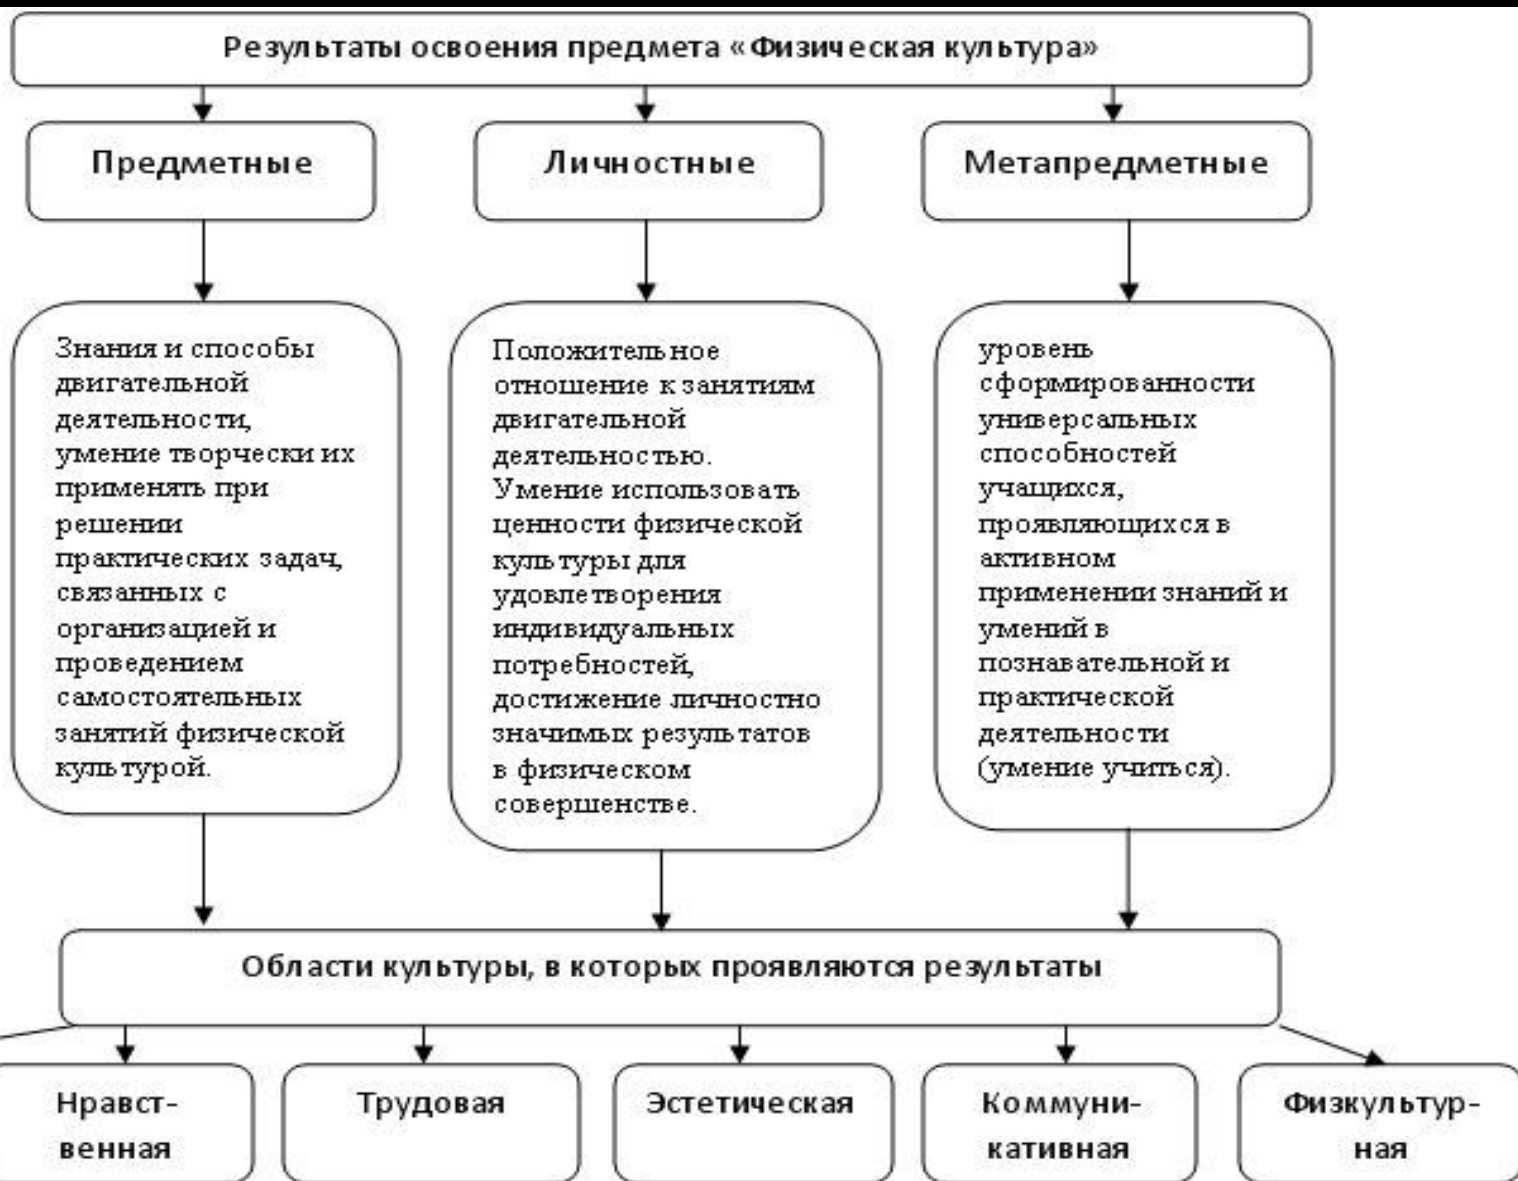 Результаты освоения предмета «Физическая культура»
Предметные
Личностные
Метапредметные
Знания и способы
двигательной
деятельности,
умение творчески их
применять при
решении
практических задач,
связанных с
организацией и
проведением
самостоятельных
занятий физической
культурой.
Положительное
отношение к занятиям
двигательной
деятельностью.
Умение использовать
ценности физической
культуры для
удовлетворения
индивидуальных
потребностей,
достижение личностно
значимых результатов
в физическом
совершенстве.
уровень
сформированности
универсальных
способностей
учащихся,
проявляющихся в
активном
применении знаний и
умений в
познавательной и
практической
деятельности
(умение учиться).
Области культуры, в которых проявляются результаты
Нравст-
венная
Трудовая
Эстетическая
Коммуни-
кативная
Физкультур-
ная